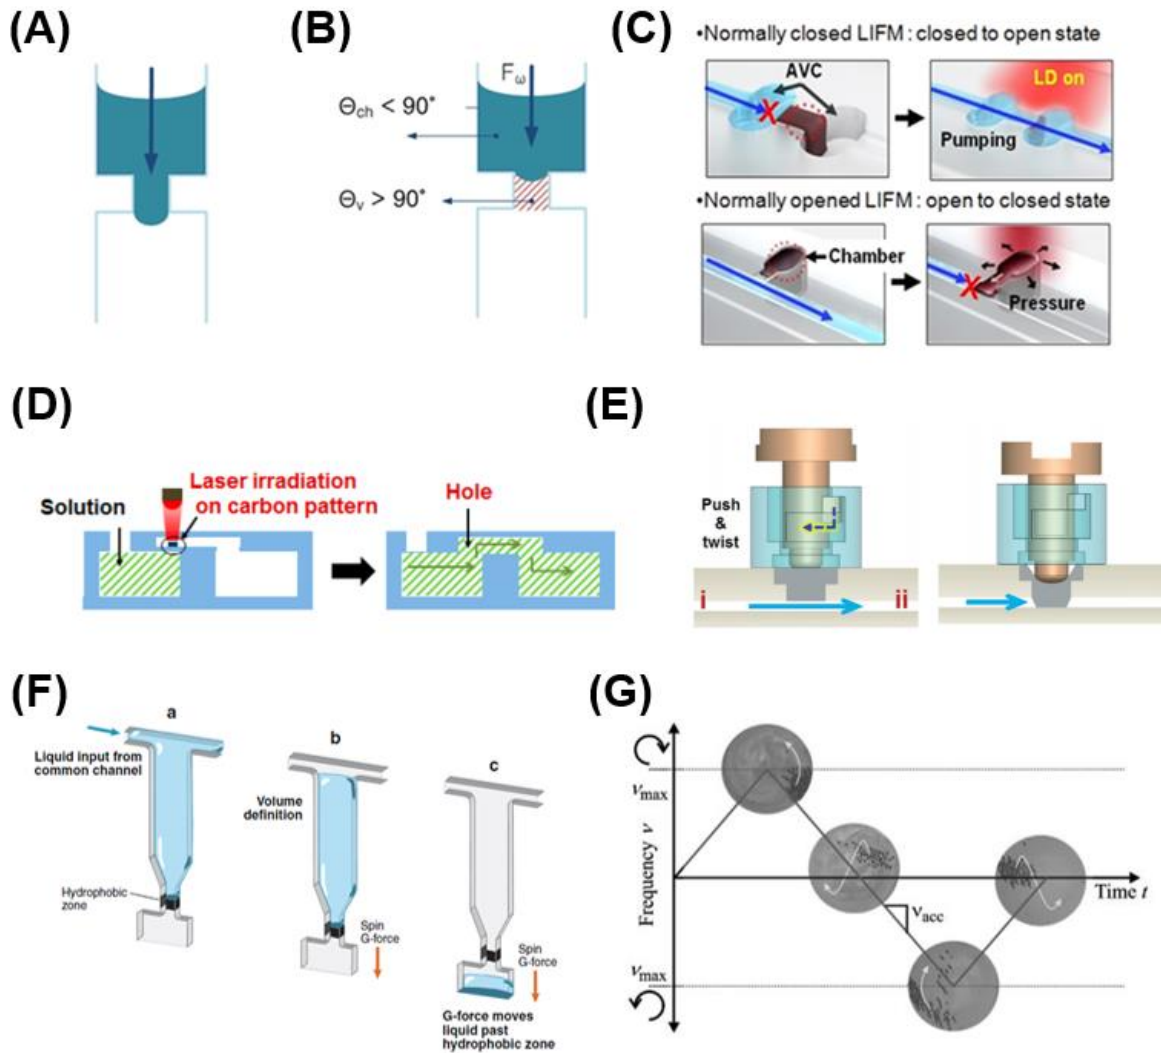 (A)
(B)
(C)
Fω
Θch < 90°
Θv > 90°
•Normally closed LIFM : closed to open state
AVC
LD on
Pumping
•Normally opened LIFM : open to closed state
Chamber
Pressure
(D)
(E)
Solution
Laser irradiation
on carbon pattern
Hole
Push
&
twist
i
ii
(F)
(G)
a
Liquid input from
common channel
Hydrophobic
zone
b
Volume
definition
Spin
G-force
c
Spin
G-force
G-force moves
liquid past
hydrophobic zone
νmax
Frequency ν
νmax
Time t
νacc